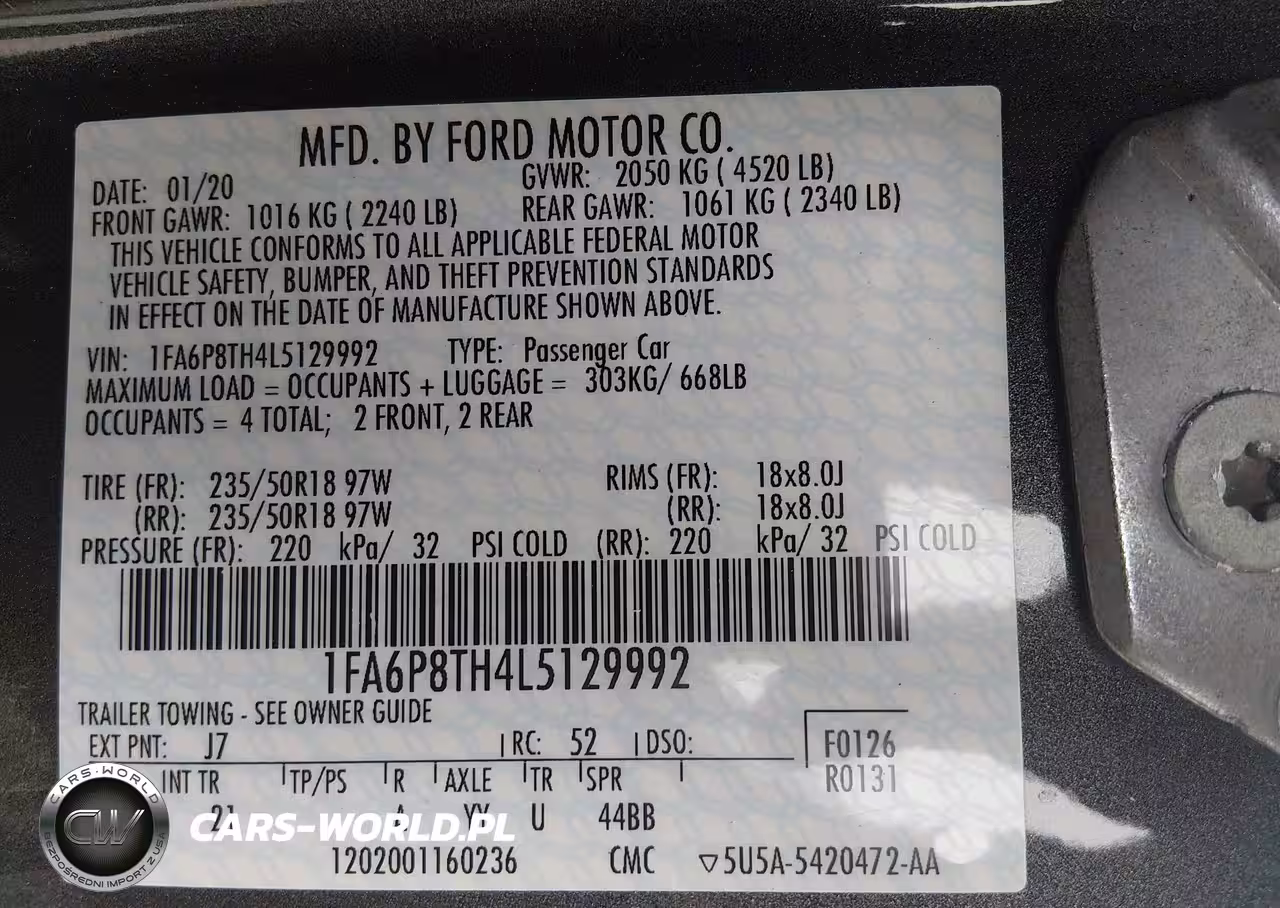 MFD. BY FORD MOTOR CO.
DATE: 01/20 GVWR: 2050 KG ( 4520 LB)
FRONT GAWR: 1016 KG ( 2240 LB) REAR GAWR: 1061 KG ( 2340 LB)
THIS VEHICLE CONFORMS TO ALL APPLICABLE FEDERAL MOTOR
VEHICLE SAFETY, BUMPER, AND THEFT PREVENTION STANDARDS
IN EFFECT ON THE DATE OF MANUFACTURE SHOWN ABOVE.
VIN: 1FA6P8TH4L5129992 TYPE: Passenger Car
MAXIMUM LOAD = OCCUPANTS + LUGGAGE = 303KG/ 668LB
OCCUPANTS = 4 TOTAL; 2 FRONT, 2 REAR
TIRE (FR): 235/50R18 97W RIMS (FR): 18x8.0J
(RR): 235/50R18 97W (RR): 18x8.0J
PRESSURE (FR): 220 kPa/ 32 PSI COLD (RR): 220 kPa/ 32 PSI COLD
1FA6P8TH4L5129992
TRAILER TOWING - SEE OWNER GUIDE
EXT PNT: J7 RC: 52 DSO: F0126
INT TR TP/PS R AXLE TR SPR R0131
21 A YY U 44BB
1202001160236 CMC ▽5U5A-5420472-AA
CARS-WORLD
CW
BEZPOŚREDNI IMPORT Z USA
CARS-WORLD.PL